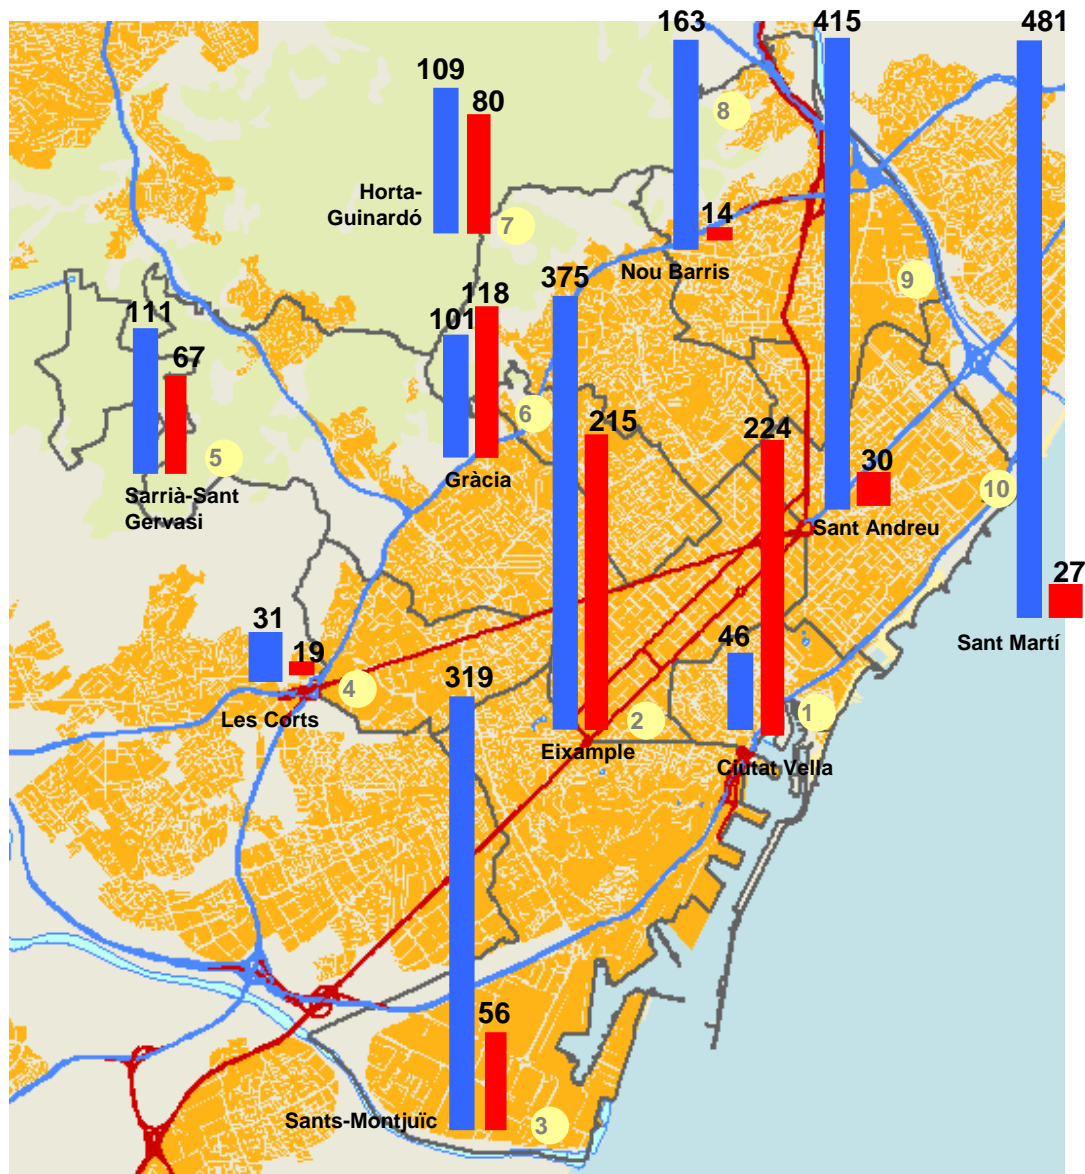 163
415
481
109
80
8
Horta-
Guinardó
7
14
Nou Barris
9
375
111
67
101
118
6
215
224
5
Sarrià-Sant
Gervasi
Gràcia
30
10
Sant Andreu
27
31
19
46
Sant Martí
4
319
Les Corts
2
1
Eixample
Ciutat Vella
56
Sants-Montjuïc
3